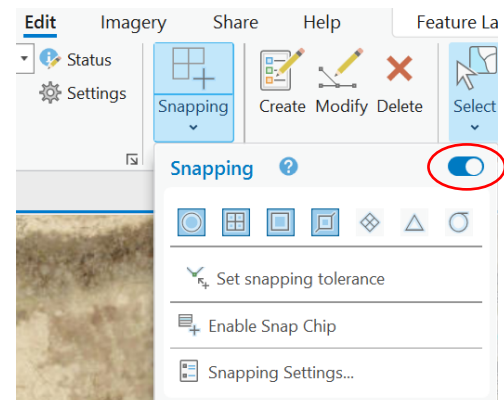 Edit Imagery Share Help Feature La
Status
Settings
Snapping Create Modify Delete Select
Snapping
Set snapping tolerance
Enable Snap Chip
Snapping Settings...